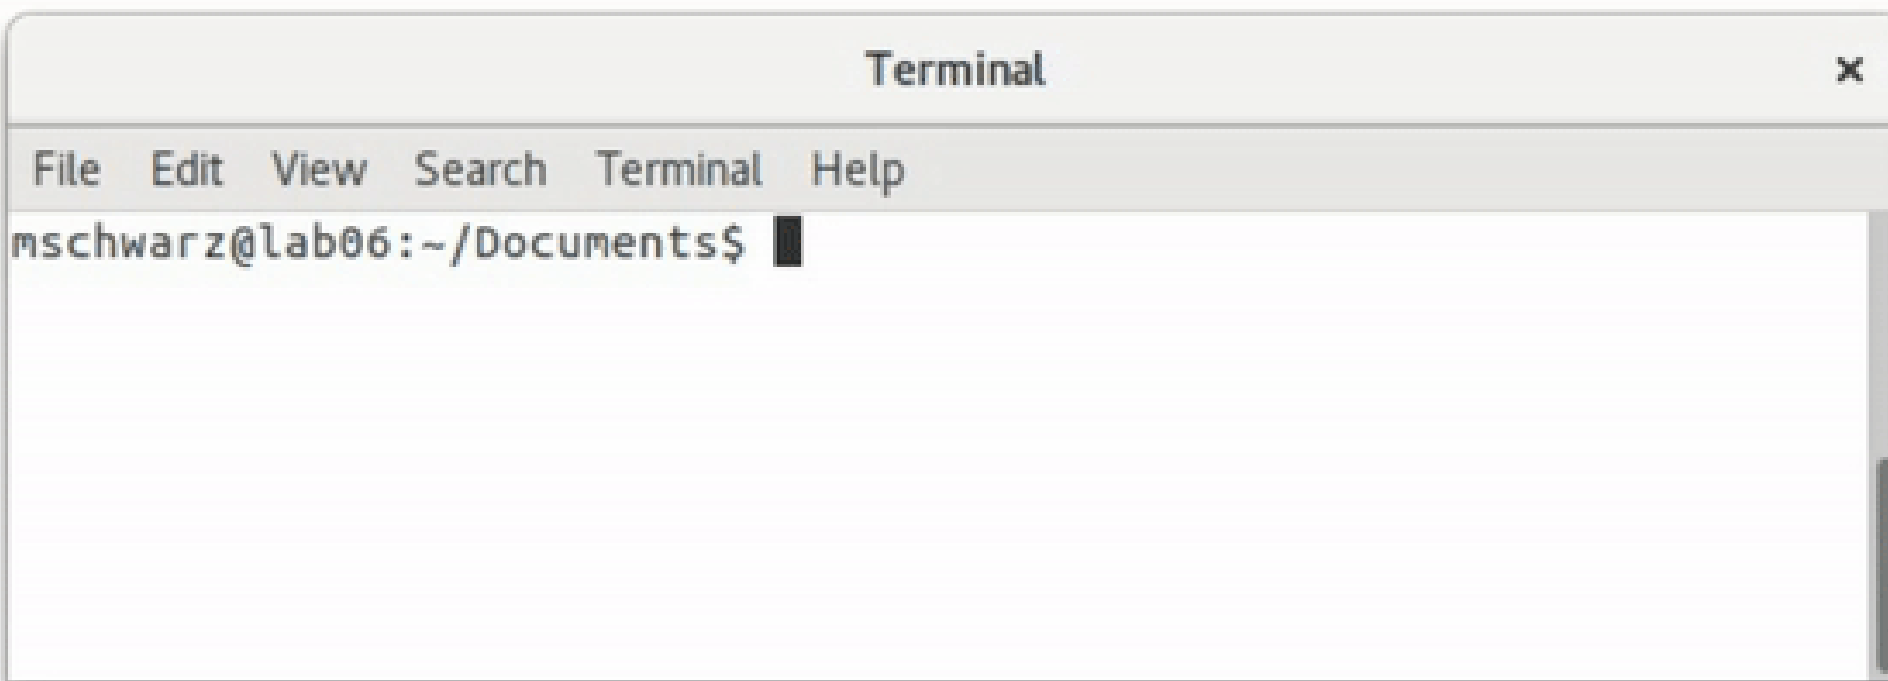 Terminal ×
File Edit View Search Terminal Help
mschwarz@lab06:~/Documents$